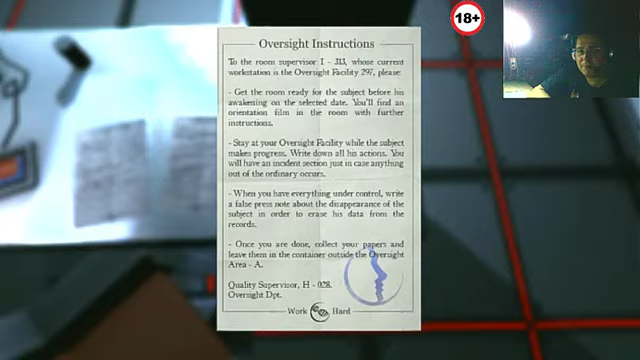 18+
Oversight Instructions
To the room supervisor I - 313, whose current
workstation is the Oversight Facility 297, please:
- Get the room ready for the subject before his
awakening on the selected date. You'll find an
orientation film in the room with further
instructions.
- Stay at your Oversight Facility while the subject
makes progress. Write down all his actions. You
will have an incident section just in case anything
out of the ordinary occurs.
- When you have everything under control, write
a false press note about the disappearance of the
subject in order to erase his data from the
records.
- Once you are done, collect your papers and
leave them in the container outside the Oversight
Area - A.
Quality Supervisor, H - 028.
Oversight Dpt.
Work Hard